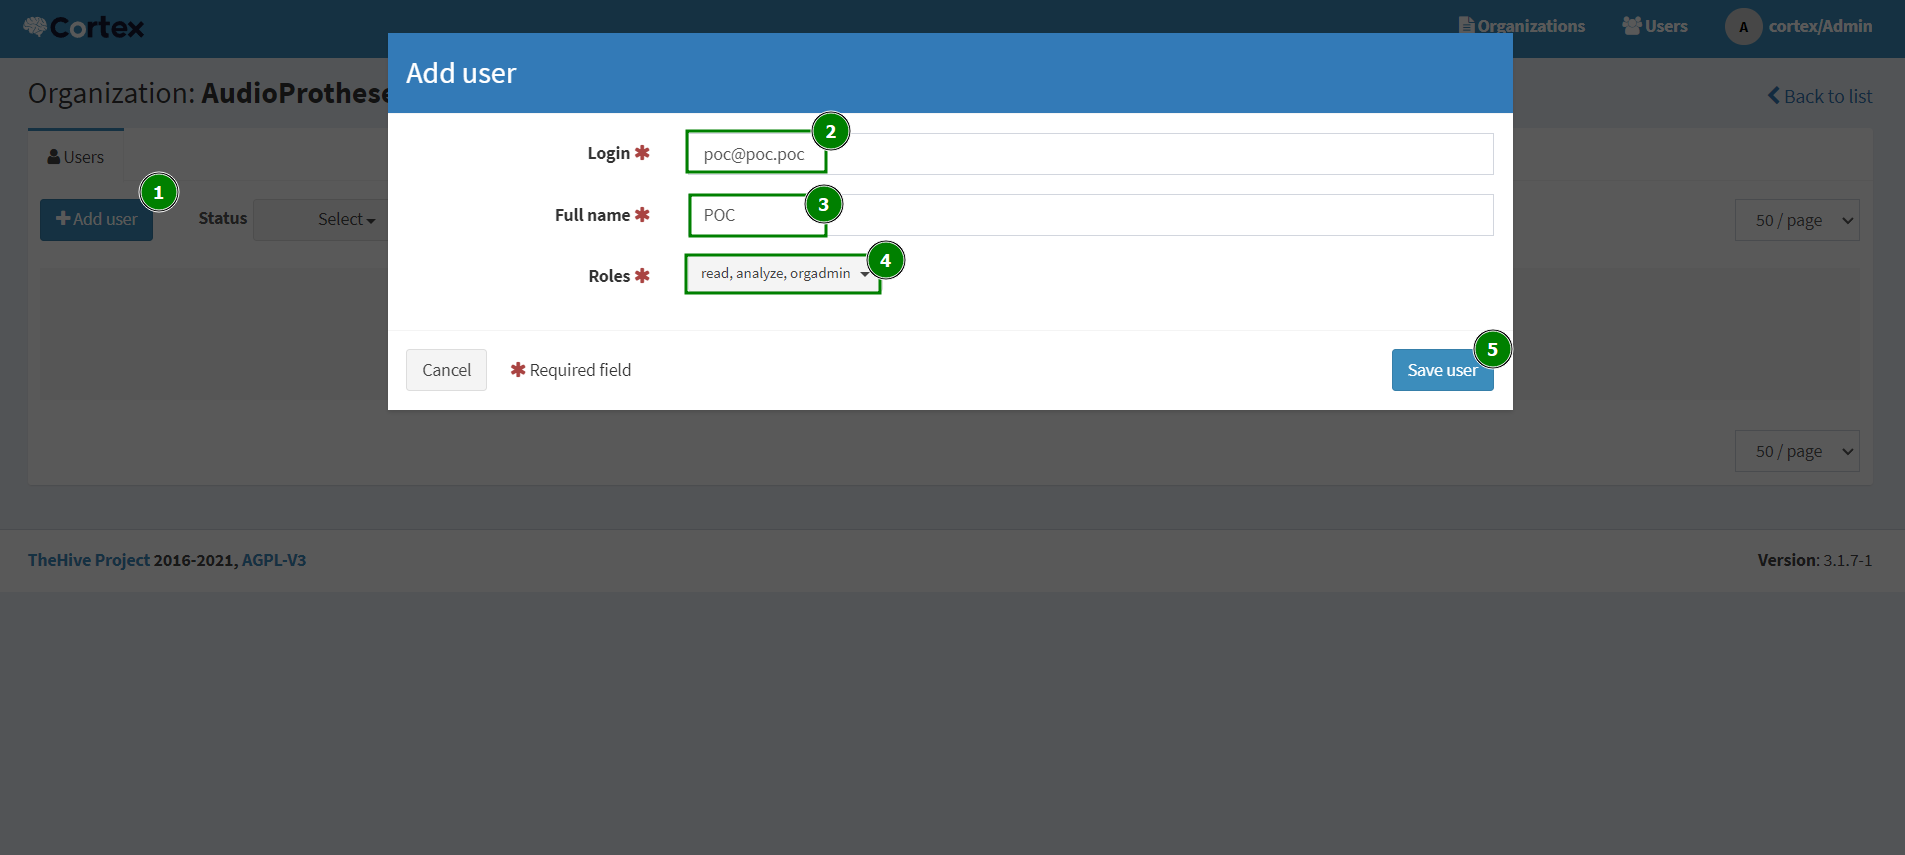 Cortex
Organizations
Users
A
cortex/Admin
Add user
Organization: AudioProthese
Back to list
Users
1
Add user
Status
Select
50 / page
Login
poc@poc.poc
2
Full name
POC
3
Roles
read, analyze, orgadmin
4
Cancel
Required field
Save user
5
50 / page
TheHive Project 2016-2021, AGPL-V3
Version: 3.1.7-1